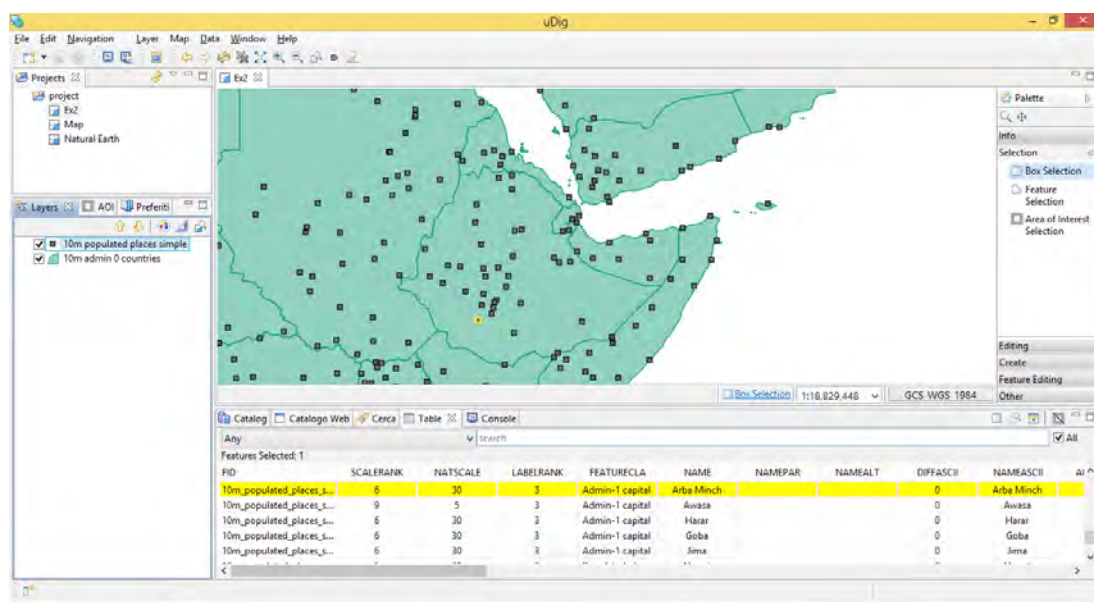 uDig
File Edit Navigation Layer Map Data Window Help
Projects
project
Ex2
Map
Natural Earth
Layers AOI Preferiti
10m populated places simple
10m admin 0 countries
Ex2
Palette
Info
Selection
Box Selection
Feature
Selection
Area of Interest
Selection
Editing
Create
Feature Editing
Other
Box Selection 1:18,829,448 GCS WGS 1984
Catalog Catalogo Web Cerca Table Console
Any search All
Features Selected: 1
FID SCALERANK NATSCALE LABELRANK FEATURECLA NAME NAMEPAR NAMEALT DIFFASCII NAMEASCII
10m_populated_places_s... 6 30 3 Admin-1 capital Arba Minch 0 Arba Minch
10m_populated_places_s... 9 5 3 Admin-1 capital Awasa 0 Awasa
10m_populated_places_s... 6 30 3 Admin-1 capital Harar 0 Harar
10m_populated_places_s... 6 30 3 Admin-1 capital Goba 0 Goba
10m_populated_places_s... 6 30 3 Admin-1 capital Jima 0 Jima